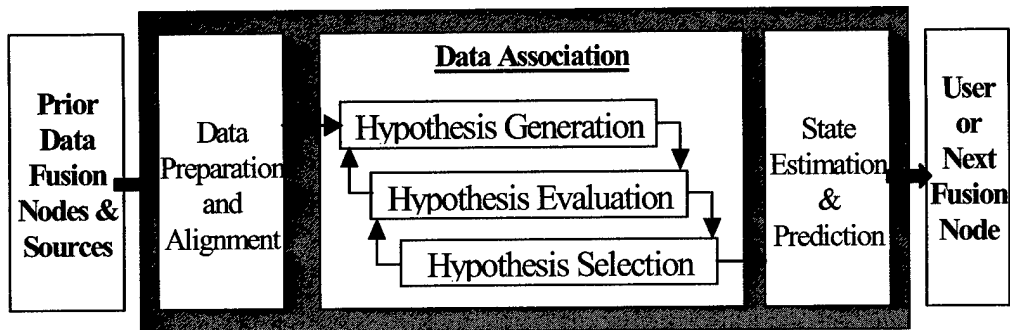 Prior
Data
Fusion
Nodes &
Sources
Data
Preparation
and
Alignment
Data Association
Hypothesis Generation
Hypothesis Evaluation
Hypothesis Selection
State
Estimation
&
Prediction
User
or
Next
Fusion
Node